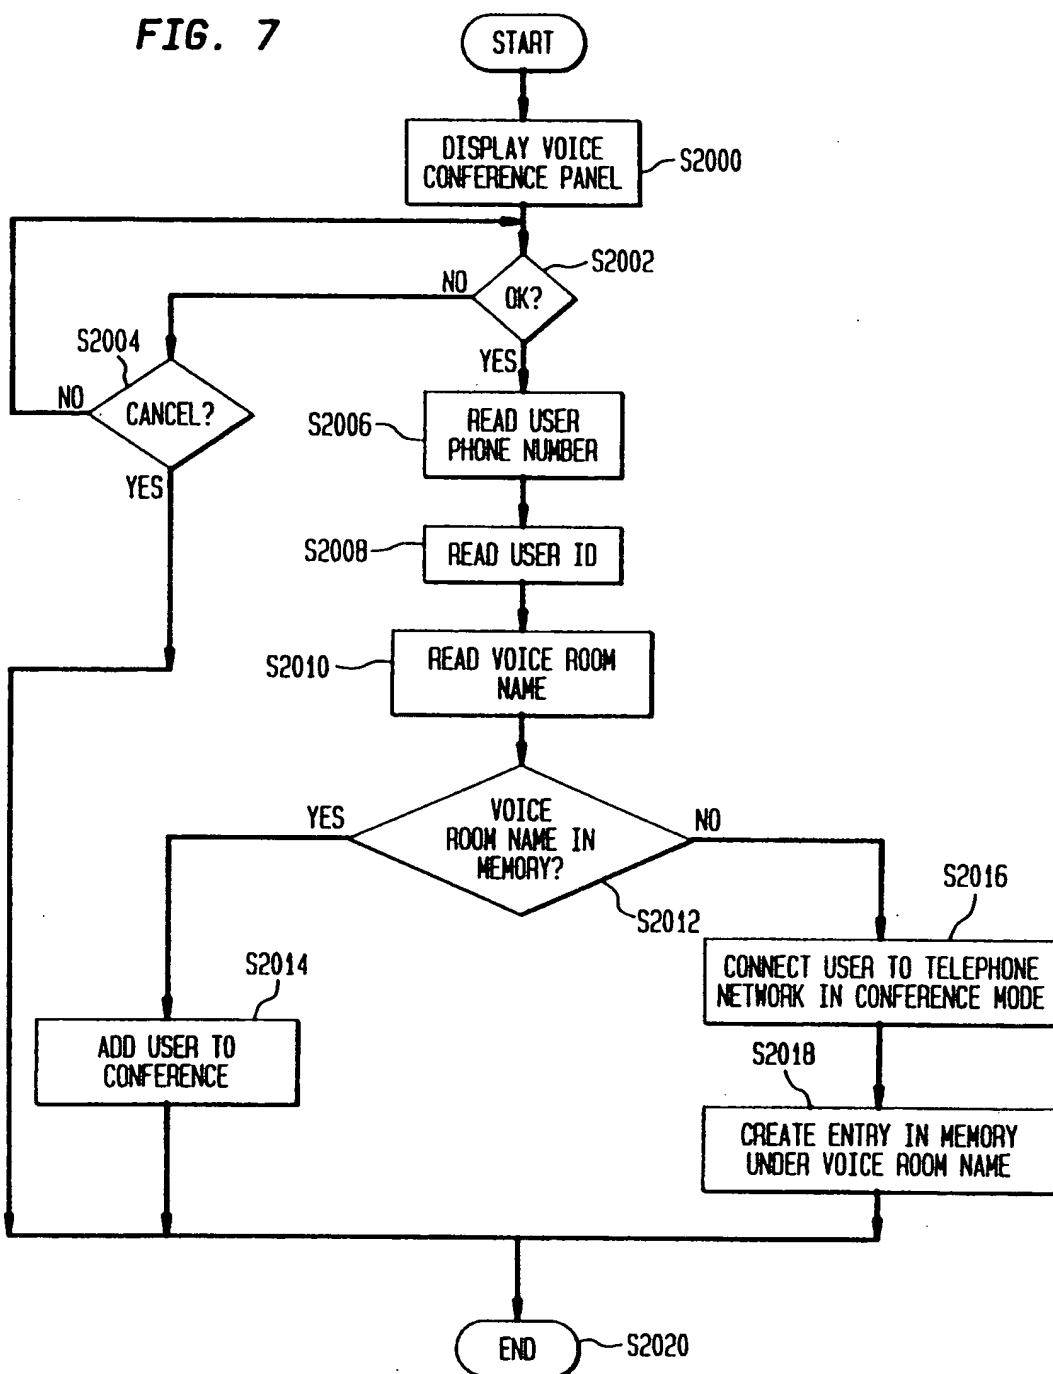 FIG. 7
START
DISPLAY VOICE
CONFERENCE PANEL
S2000
S2002
NO
OK?
S2004
YES
NO
CANCEL?
S2006
READ USER
PHONE NUMBER
YES
S2008
READ USER ID
S2010
READ VOICE ROOM
NAME
YES
VOICE
ROOM NAME IN
MEMORY?
NO
S2012
S2016
S2014
CONNECT USER TO TELEPHONE
NETWORK IN CONFERENCE MODE
ADD USER TO
CONFERENCE
S2018
CREATE ENTRY IN MEMORY
UNDER VOICE ROOM NAME
END
S2020